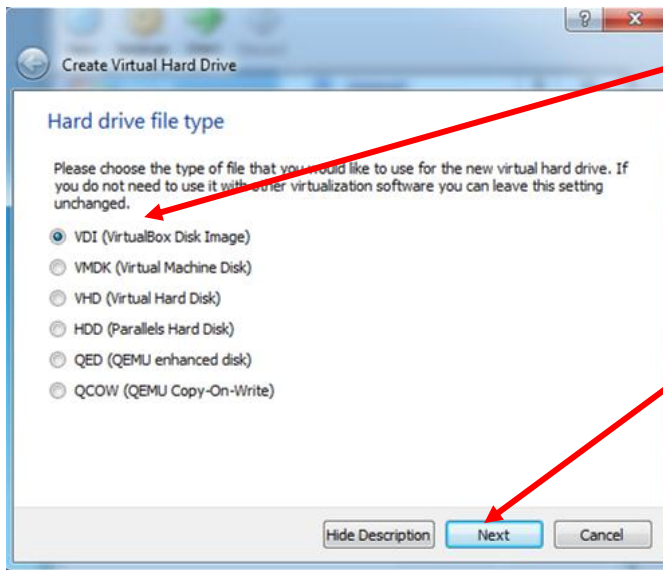 Create Virtual Hard Drive
Hard drive file type
Please choose the type of file that you would like to use for the new virtual hard drive. If
you do not need to use it with other virtualization software you can leave this setting
unchanged.
VDI (VirtualBox Disk Image)
VMDK (Virtual Machine Disk)
VHD (Virtual Hard Disk)
HDD (Parallels Hard Disk)
QED (QEMU enhanced disk)
QCOW (QEMU Copy-On-Write)
Hide Description Next Cancel